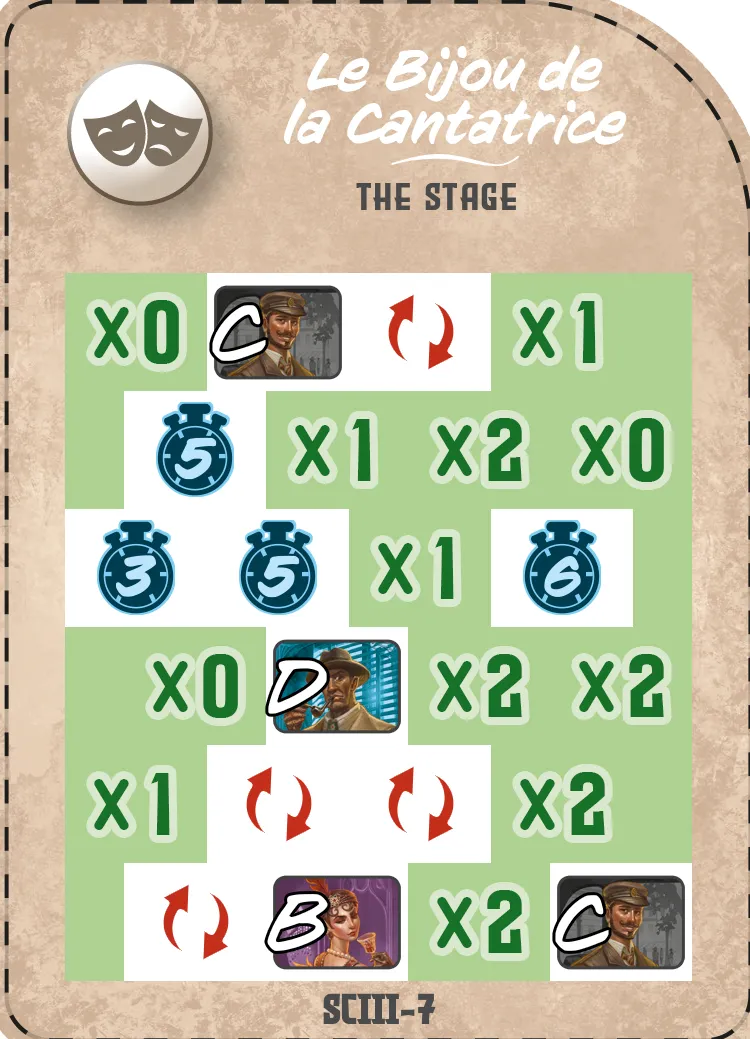 Le Bijou de
la Cantatrice
THE STAGE
X0 C X1
5 X1 X2 X0
3 5 X1 6
X0 D X2 X2
X1 X2
B X2 C
SCIII-7